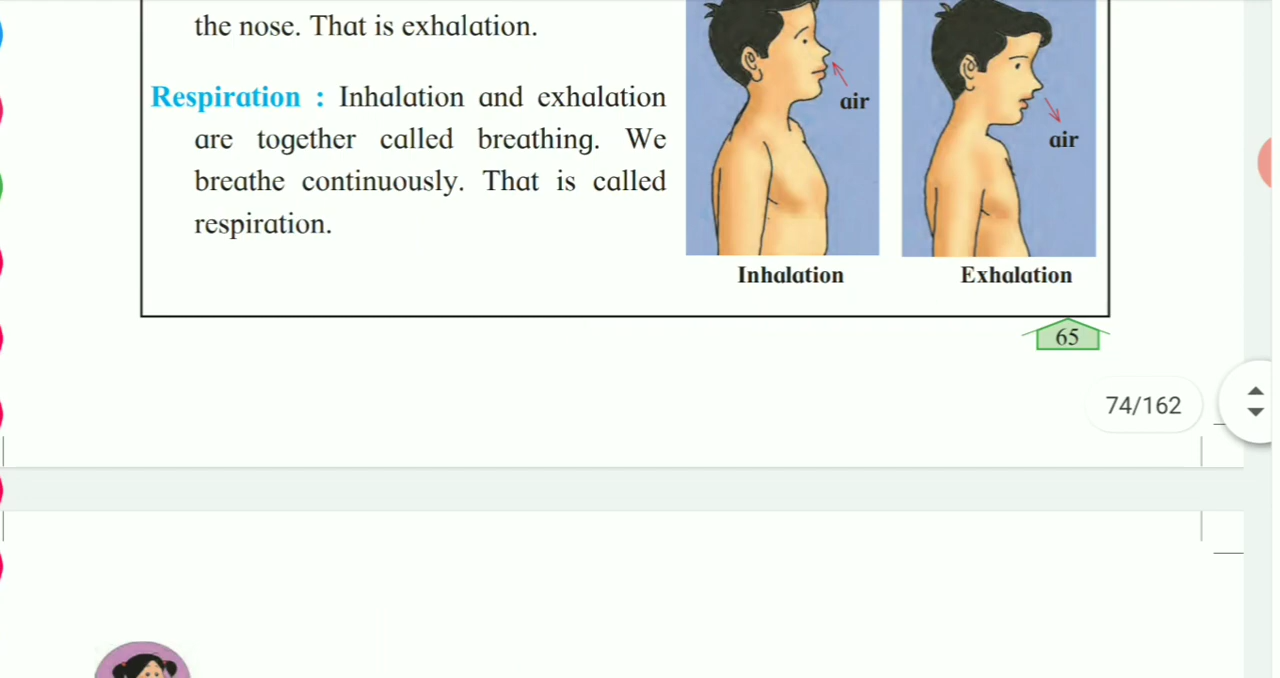 the nose. That is exhalation.
Respiration : Inhalation and exhalation
are together called breathing. We
breathe continuously. That is called
respiration.
air
air
Inhalation
Exhalation
65
74/162